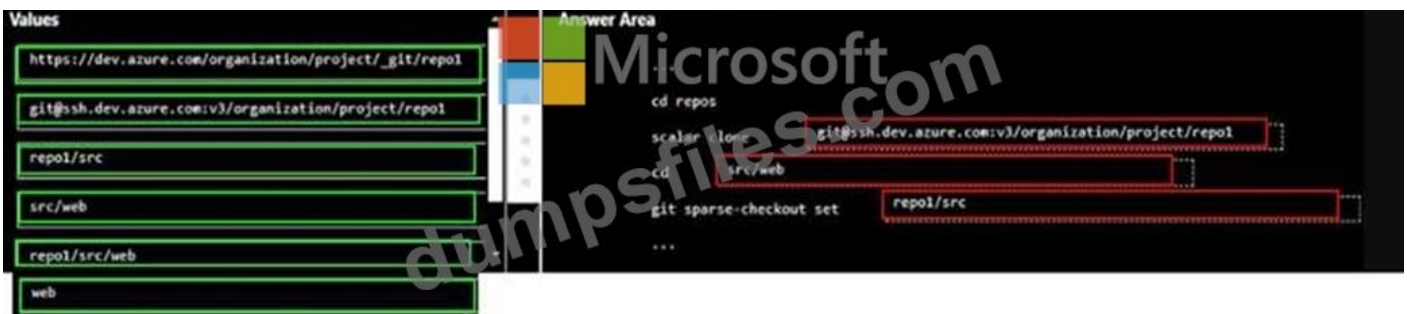 Values
https://dev.azure.com/organization/project/_git/repo1
git@ssh.dev.azure.com:v3/organization/project/repo1
repo1/src
src/web
repo1/src/web
web
Answer Area
Microsoft
...
cd repos
scalar clone git@ssh.dev.azure.com:v3/organization/project/repo1
cd src/web
git sparse-checkout set repo1/src
...
dumpsfiles.com